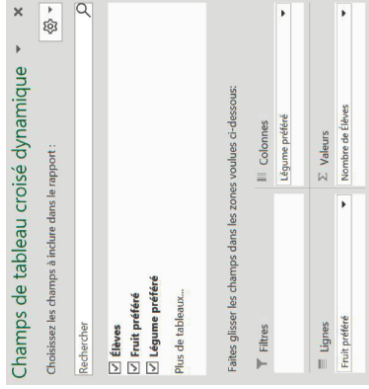 Champs de tableau croisé dynamique
Choisissez les champs à inclure dans le rapport :
Rechercher
Élèves
Fruit préféré
Légume préféré
Plus de tableaux...
Faites glisser les champs dans les zones voulues ci-dessous:
Filtres
Colonnes
Légume préféré
Lignes
Σ Valeurs
Fruit préféré
Nombre de Élèves